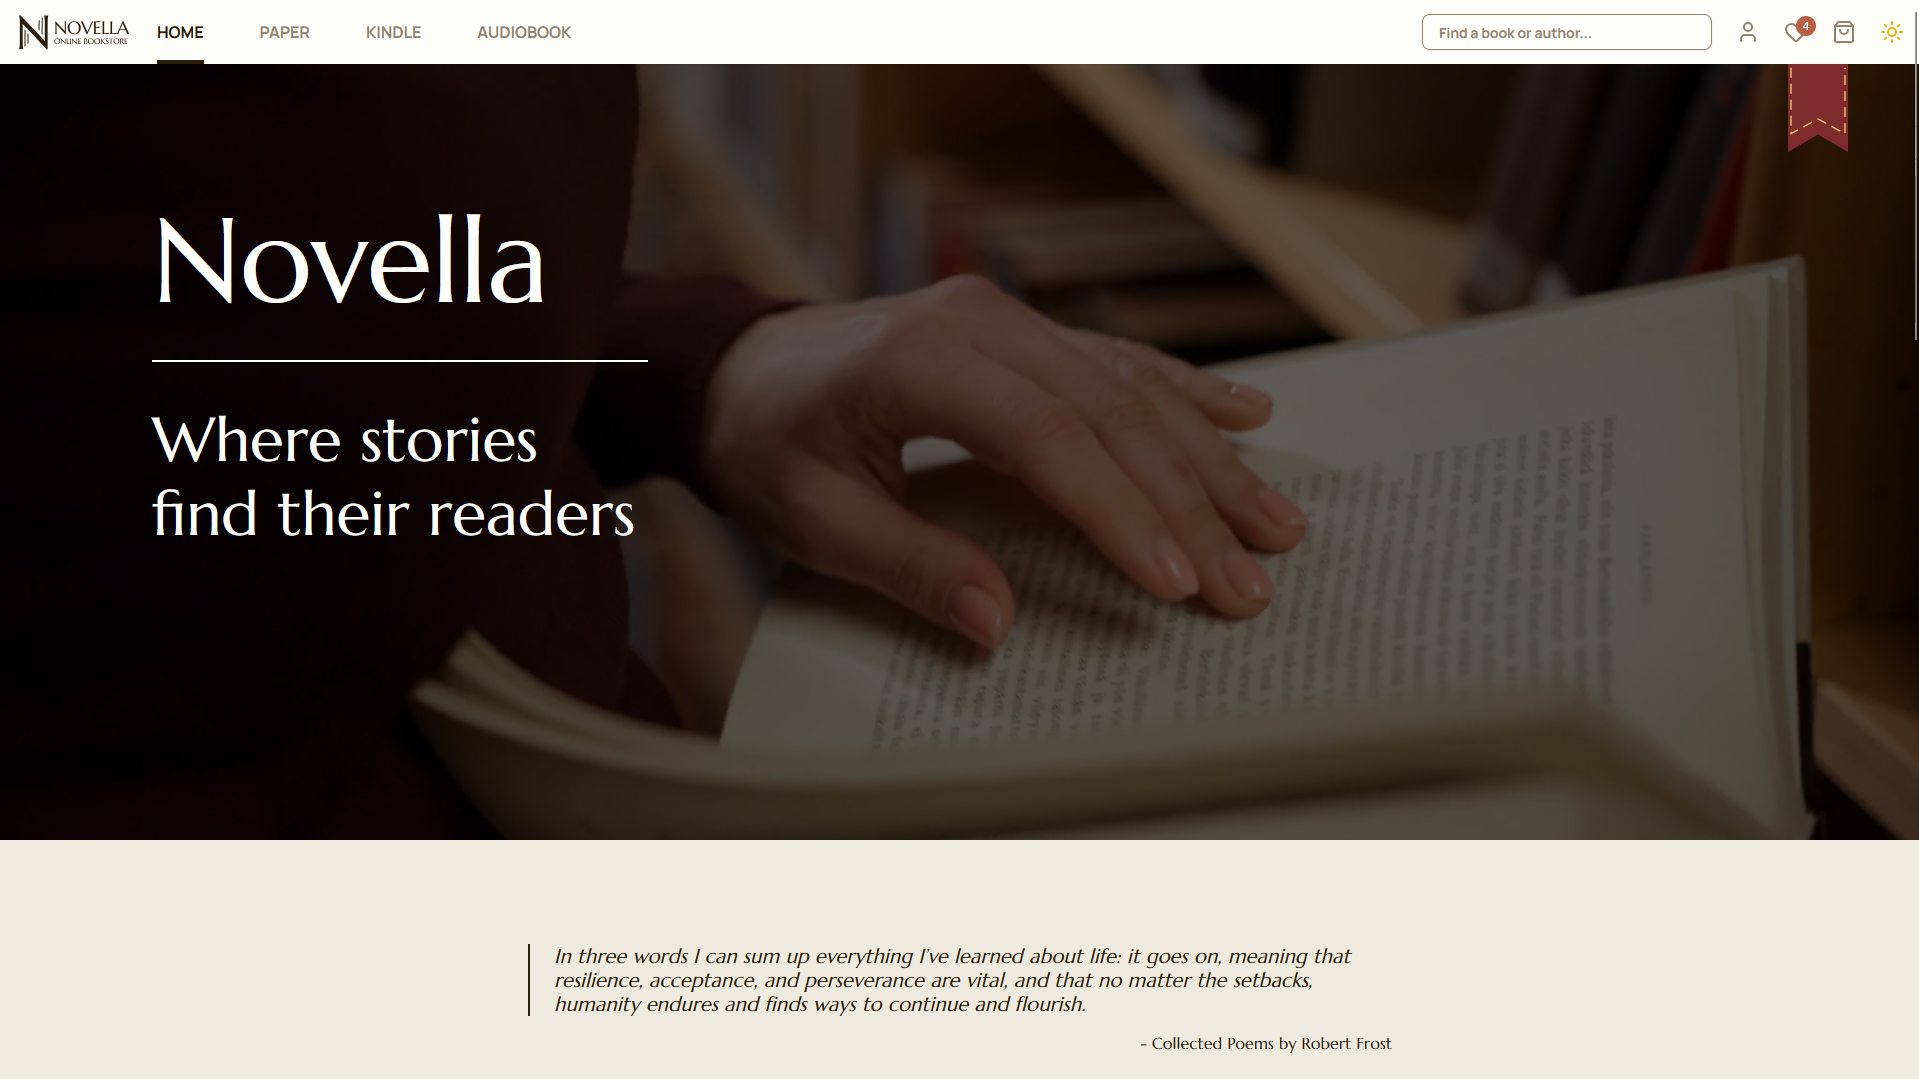 NOVELLA
ONLINE BOOKSTORE
HOME
PAPER
KINDLE
AUDIOBOOK
Find a book or author...
4
Novella
Where stories
find their readers
In three words I can sum up everything I've learned about life: it goes on, meaning that
resilience, acceptance, and perseverance are vital, and that no matter the setbacks,
humanity endures and finds ways to continue and flourish.
- Collected Poems by Robert Frost